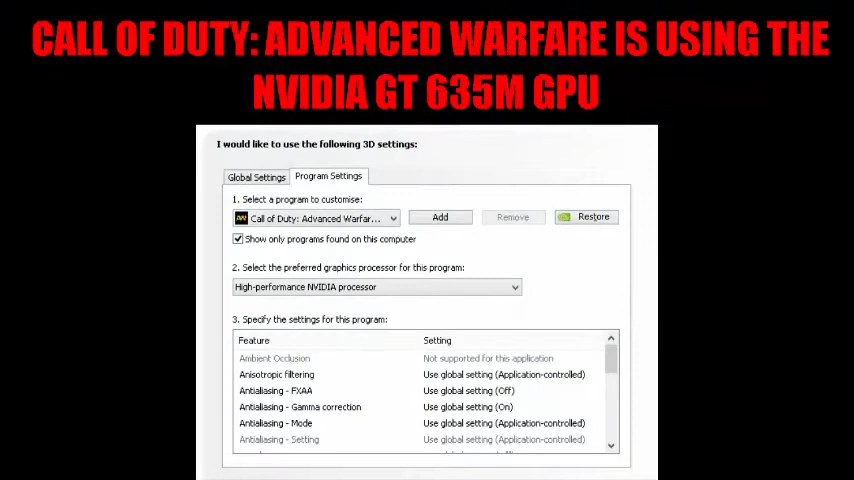 CALL OF DUTY: ADVANCED WARFARE IS USING THE
NVIDIA GT 635M GPU
I would like to use the following 3D settings:
Global Settings Program Settings
1. Select a program to customise:
Call of Duty: Advanced Warfar... Add Remove Restore
Show only programs found on this computer
2. Select the preferred graphics processor for this program:
High-performance NVIDIA processor
3. Specify the settings for this program:
Feature Setting
Ambient Occlusion Not supported for this application
Anisotropic filtering Use global setting (Application-controlled)
Antialiasing - FXAA Use global setting (Off)
Antialiasing - Gamma correction Use global setting (On)
Antialiasing - Mode Use global setting (Application-controlled)
Antialiasing - Setting Use global setting (Application-controlled)